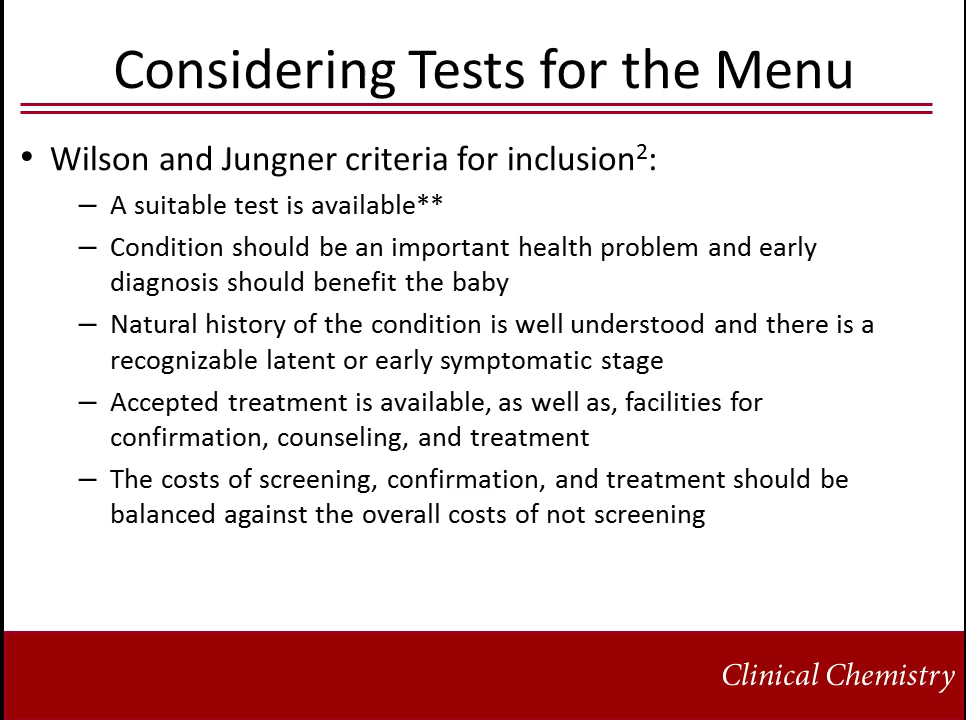 Considering Tests for the Menu
• Wilson and Jungner criteria for inclusion²:
– A suitable test is available**
– Condition should be an important health problem and early
diagnosis should benefit the baby
– Natural history of the condition is well understood and there is a
recognizable latent or early symptomatic stage
– Accepted treatment is available, as well as, facilities for
confirmation, counseling, and treatment
– The costs of screening, confirmation, and treatment should be
balanced against the overall costs of not screening
Clinical Chemistry